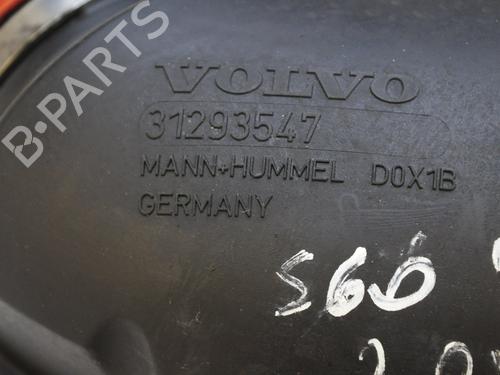 B-PARTS
VOLVO
31293547
MANN+HUMMEL D0X1B
GERMANY
S60